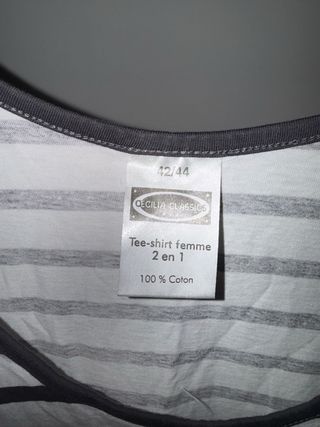 42/44
CECILIA CLASSICS
Tee-shirt femme
2 en 1
100 % Coton